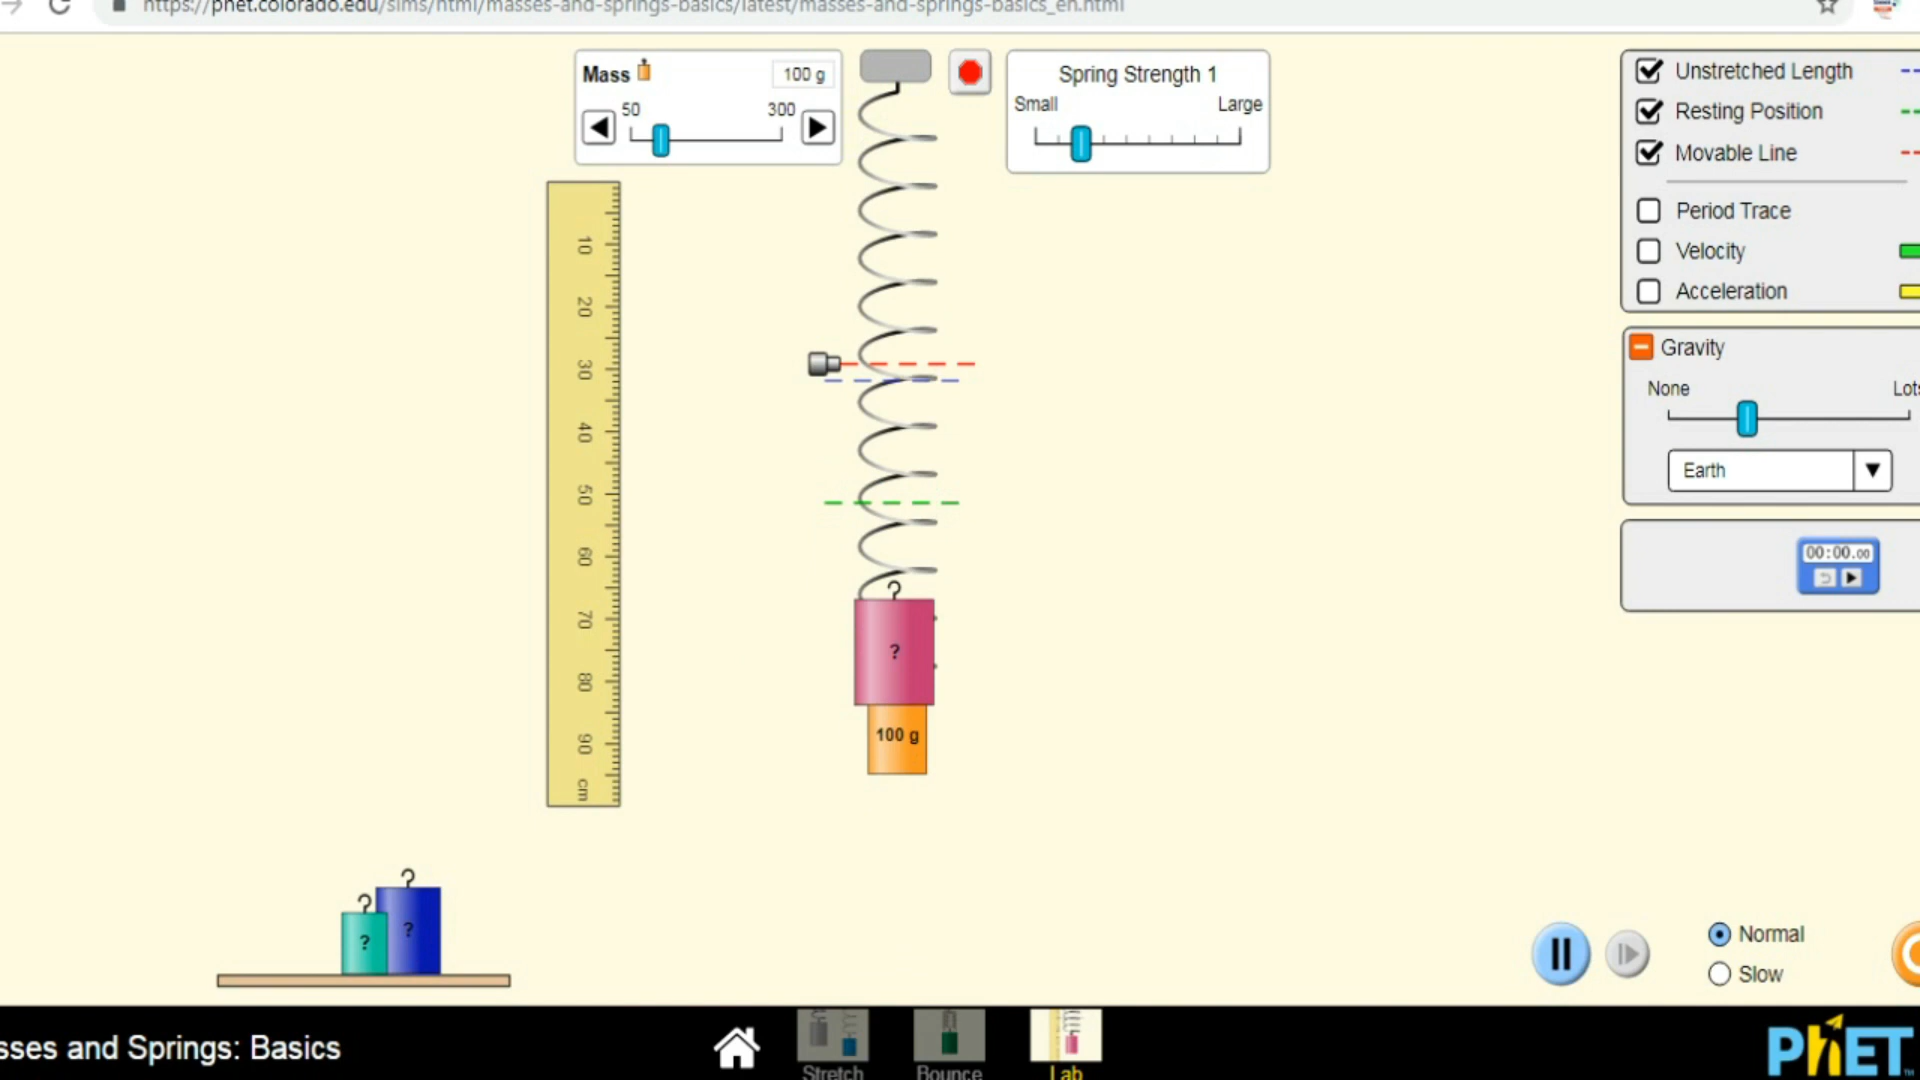 https://phet.colorado.edu/sims/html/masses-and-springs-basics/latest/masses-and-springs-basics_en.html
Mass 100 g
50 300
Spring Strength 1
Small Large
Unstretched Length
Resting Position
Movable Line
Period Trace
Velocity
Acceleration
Gravity
None Lots
Earth
00:00.00
10
20
30
40
50
60
70
80
90
cm
?
100 g
?
?
Normal
Slow
sses and Springs: Basics
Stretch
Bounce
Lab
PhET